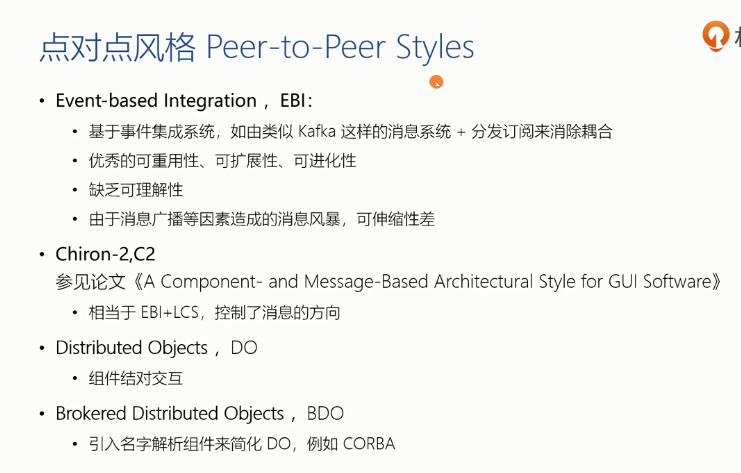 点对点风格 Peer-to-Peer Styles
• Event-based Integration ，EBI：
• 基于事件集成系统，如由类似 Kafka 这样的消息系统 + 分发订阅来消除耦合
• 优秀的可重用性、可扩展性、可进化性
• 缺乏可理解性
• 由于消息广播等因素造成的消息风暴，可伸缩性差
• Chiron-2,C2
参见论文《A Component- and Message-Based Architectural Style for GUI Software》
• 相当于 EBI+LCS，控制了消息的方向
• Distributed Objects ，DO
• 组件结对交互
• Brokered Distributed Objects ，BDO
• 引入名字解析组件来简化 DO，例如 CORBA